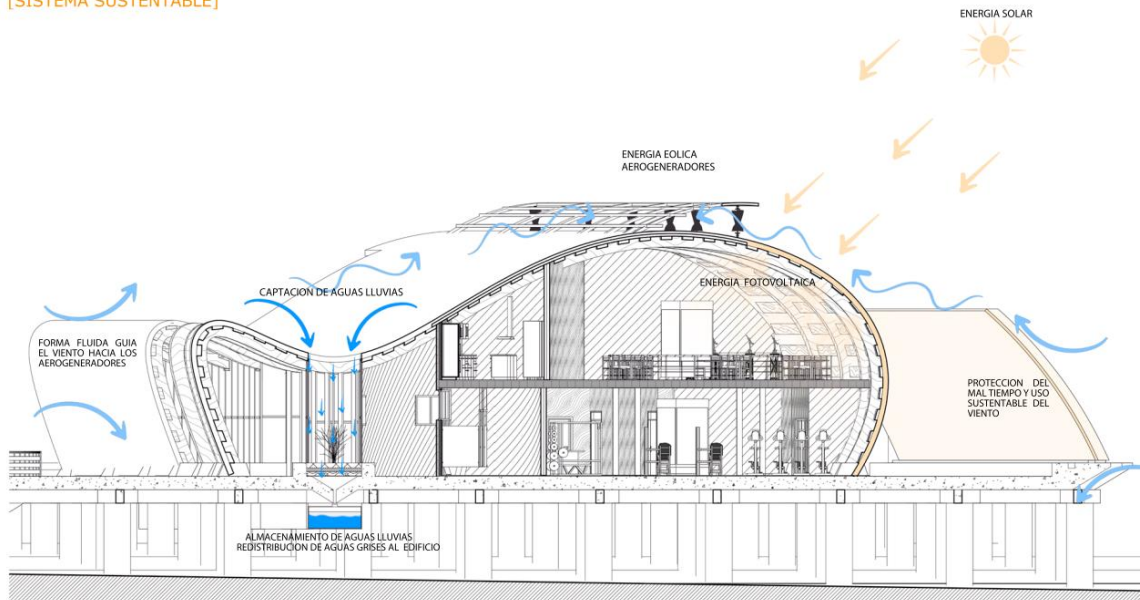 [SISTEMA SUSTENTABLE]
ENERGIA SOLAR
ENERGIA EOLICA
AEROGENERADORES
ENERGIA FOTOVOLTAICA
CAPTACION DE AGUAS LLUVIAS
FORMA FLUIDA GUIA
EL VIENTO HACIA LOS
AEROGENERADORES
PROTECCION DEL
MAL TIEMPO Y USO
SUSTENTABLE DEL
VIENTO
ALMACENAMIENTO DE AGUAS LLUVIAS
REDISTRIBUCION DE AGUAS GRISES AL EDIFICIO